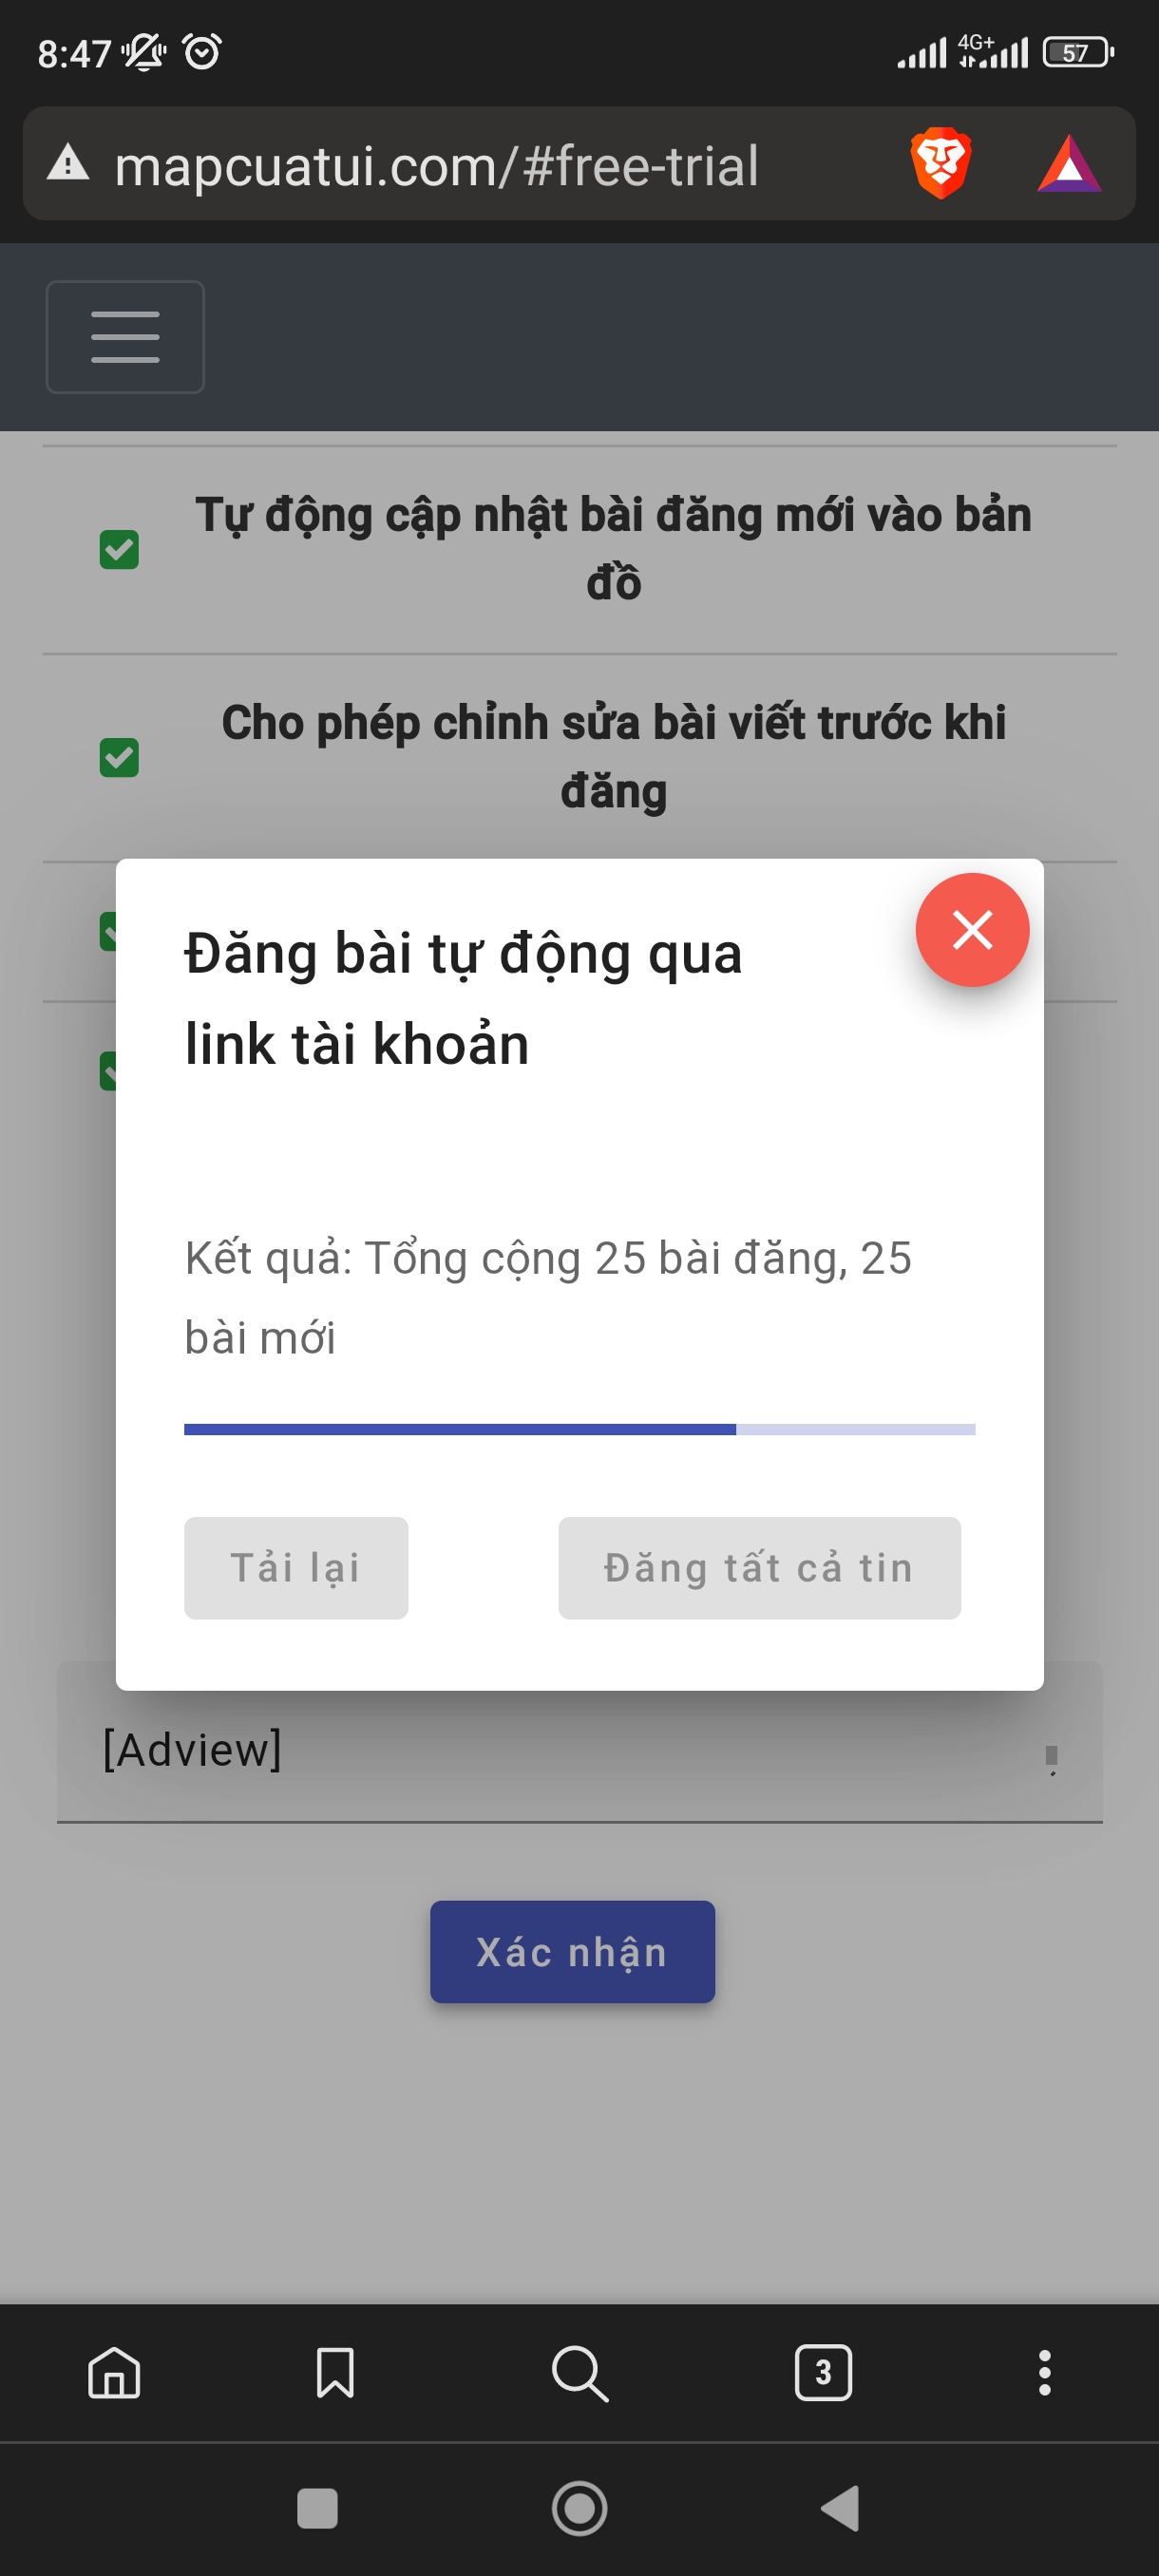 8:47
4G+
57
mapcuatui.com/#free-trial
Tự động cập nhật bài đăng mới vào bản
đồ
Cho phép chỉnh sửa bài viết trước khi
đăng
Đăng bài tự động qua
link tài khoản
Kết quả: Tổng cộng 25 bài đăng, 25
bài mới
Tải lại
Đăng tất cả tin
[Adview]
Xác nhận
3